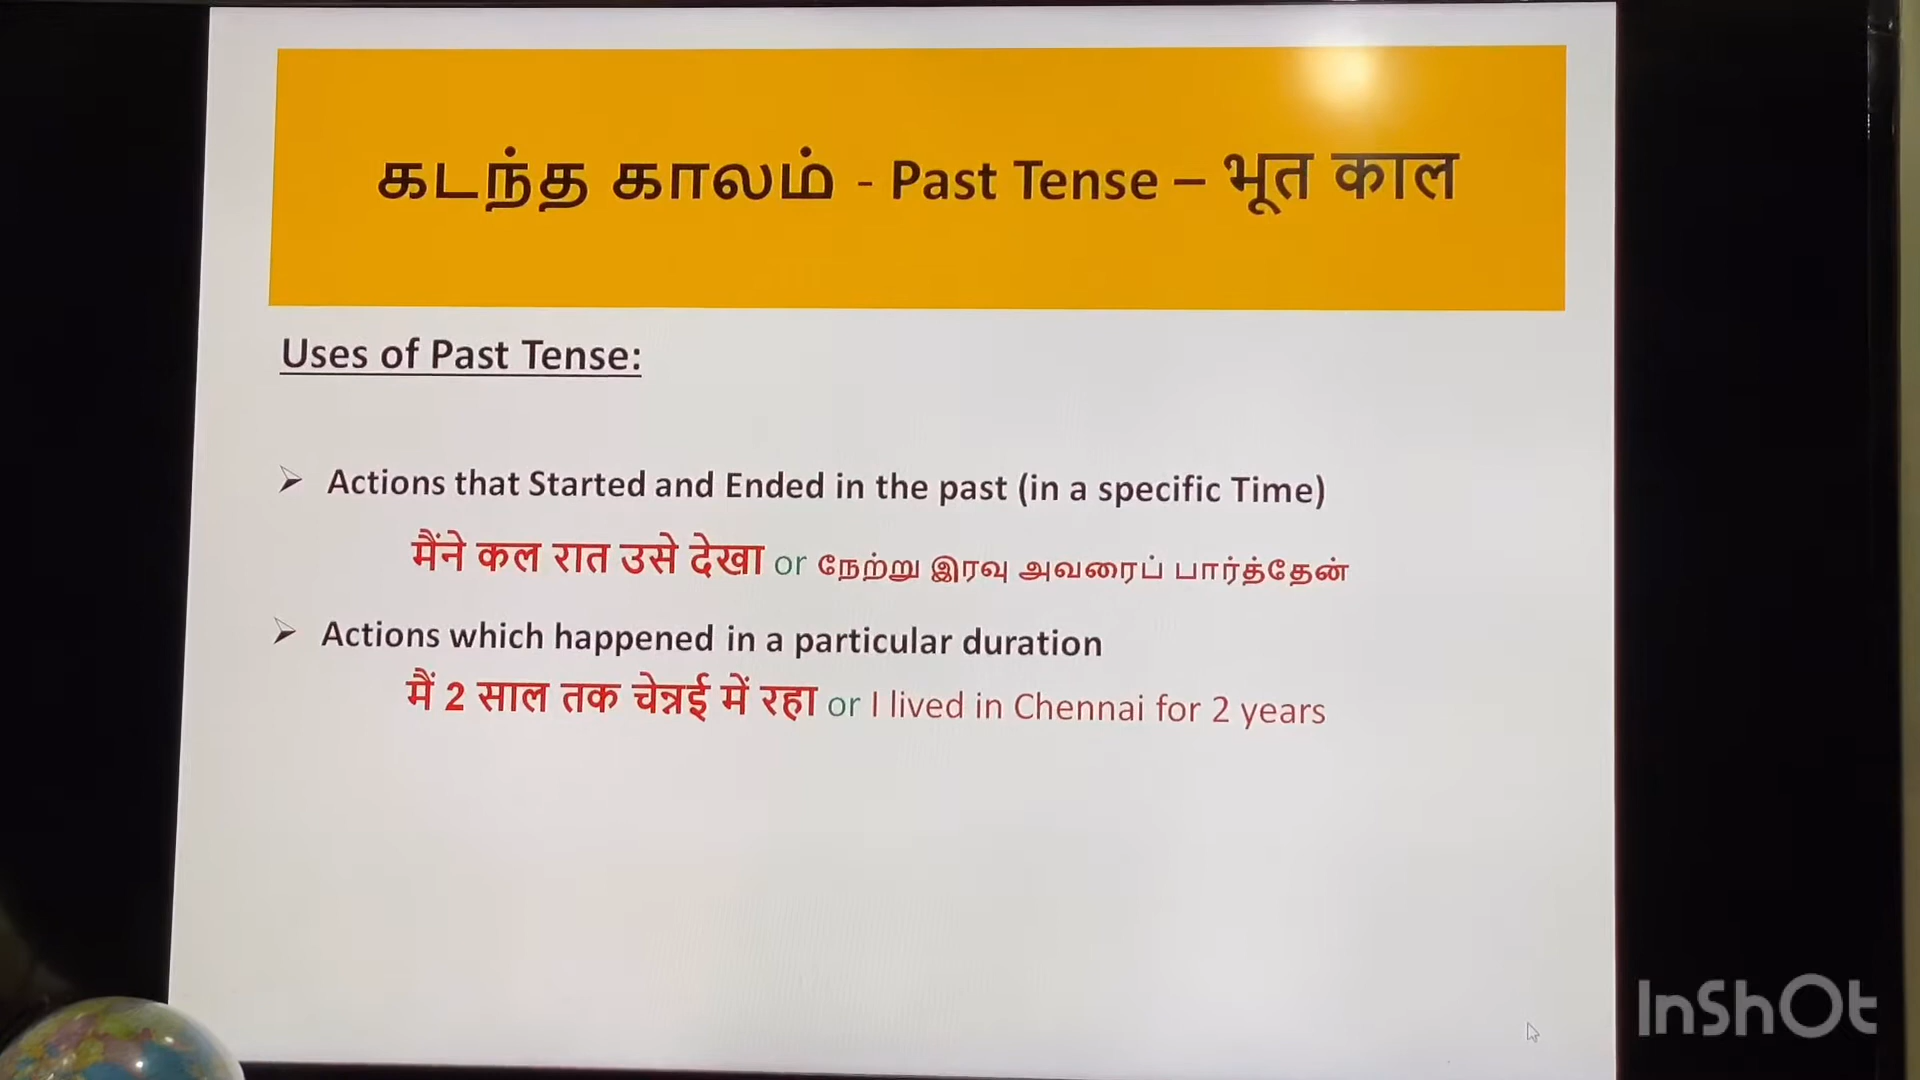 கடந்த காலம் - Past Tense – भूत काल
Uses of Past Tense:
➢ Actions that Started and Ended in the past (in a specific Time)
मैंने कल रात उसे देखा or நேற்று இரவு அவரைப் பார்த்தேன்
➢ Actions which happened in a particular duration
मैं 2 साल तक चेन्नई में रहा or I lived in Chennai for 2 years
InShOt